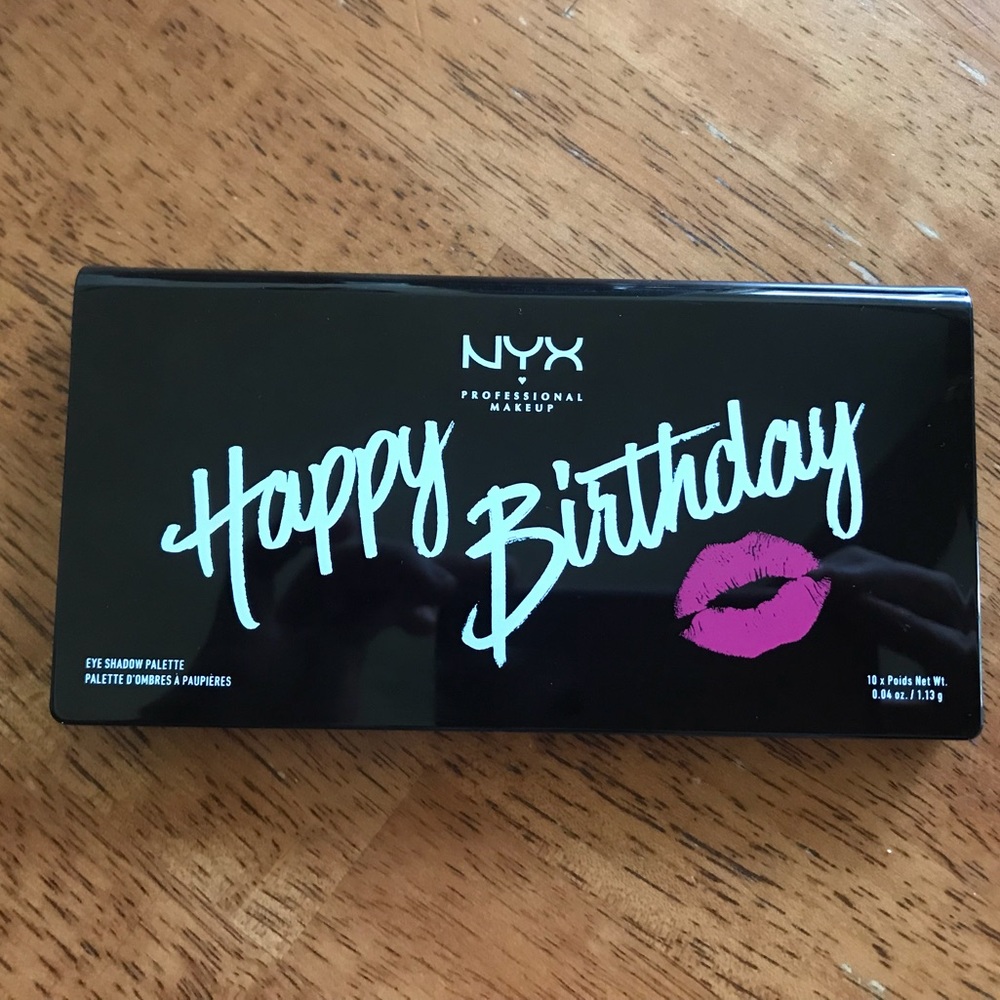 NYX
PROFESSIONAL
MAKEUP
Happy Birthday
EYE SHADOW PALETTE
PALETTE D'OMBRES À PAUPIÈRES
10 x Poids Net Wt.
0.04 oz. / 1.13 g